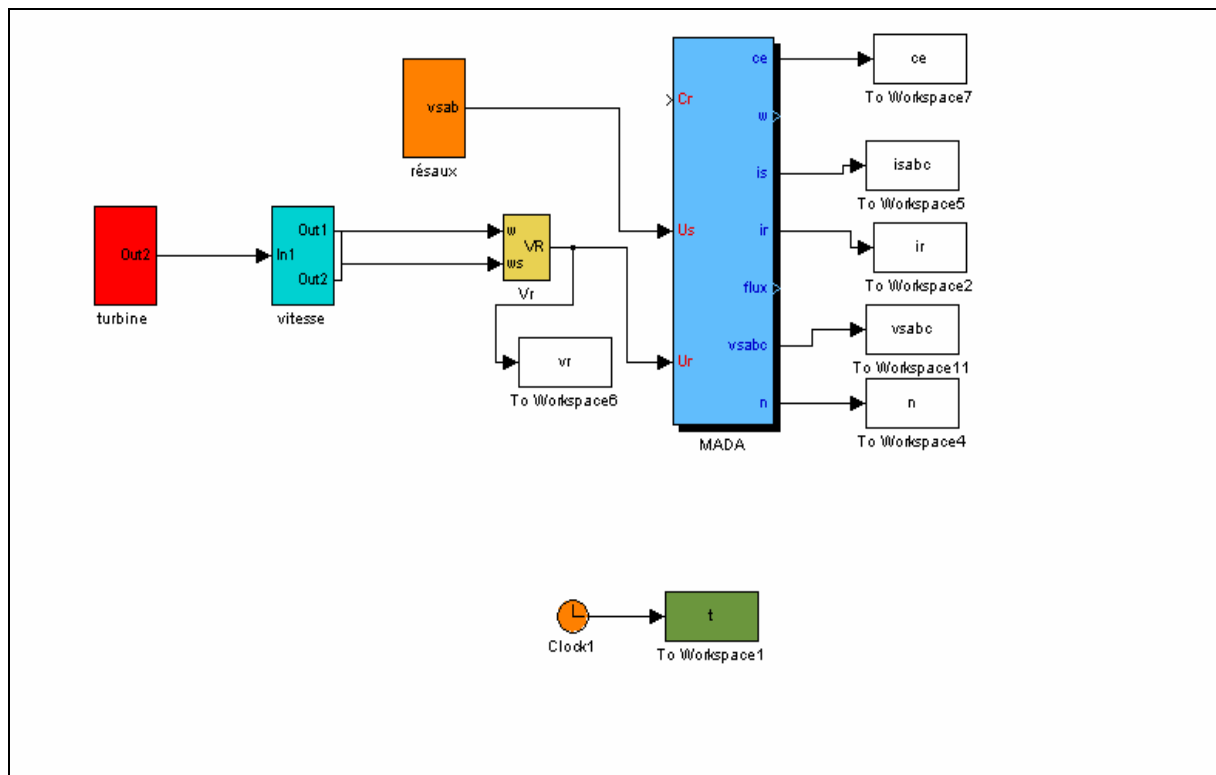 ce
To Workspace7
vsab
résaux
Cr
w
is
isabc
To Workspace5
Out2
turbine
In1
Out1
Out2
vitesse
w
ws
VR
Vr
Us
ir
ir
To Workspace2
flux
vr
To Workspace6
Ur
vsabc
vsabc
To Workspace11
n
n
To Workspace4
MADA
ce
Clock1
t
To Workspace1